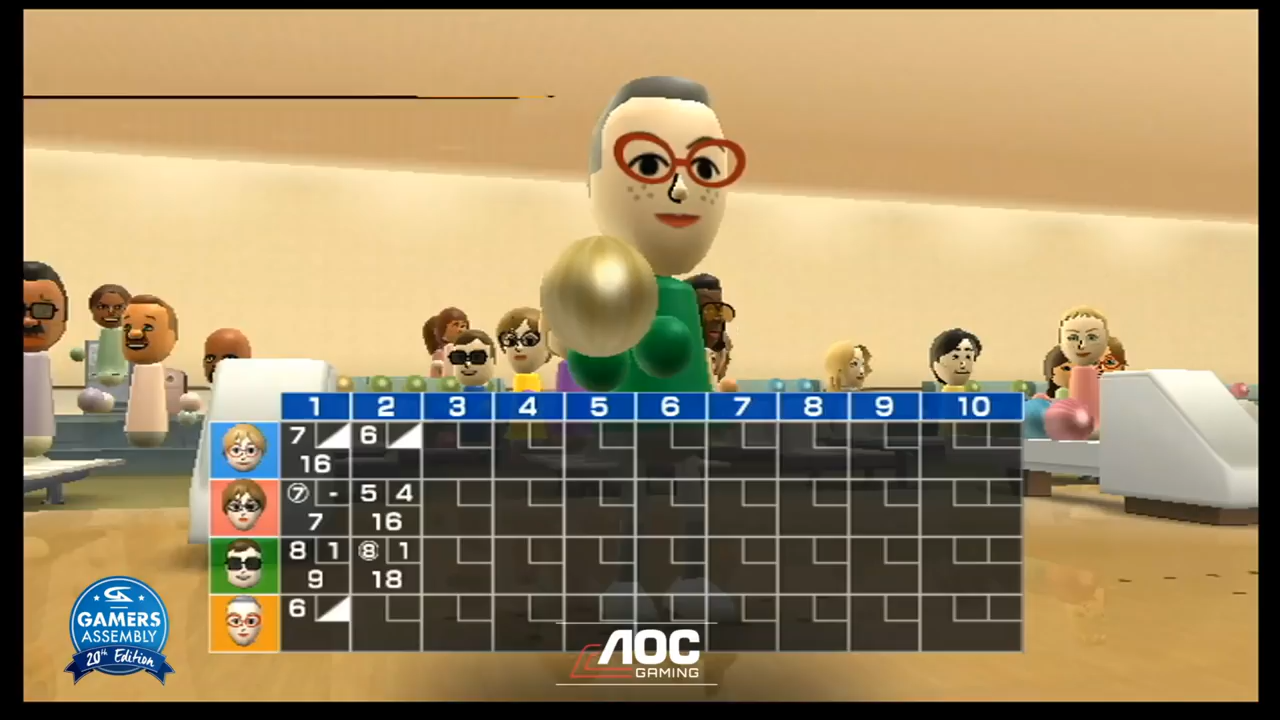 1 2 3 4 5 6 7 8 9 10
7 6
16
⑦ - 5 4
7 16
8 1 ⑧ 1
9 18
6
GAMERS
ASSEMBLY
20th Edition
AOC
GAMING